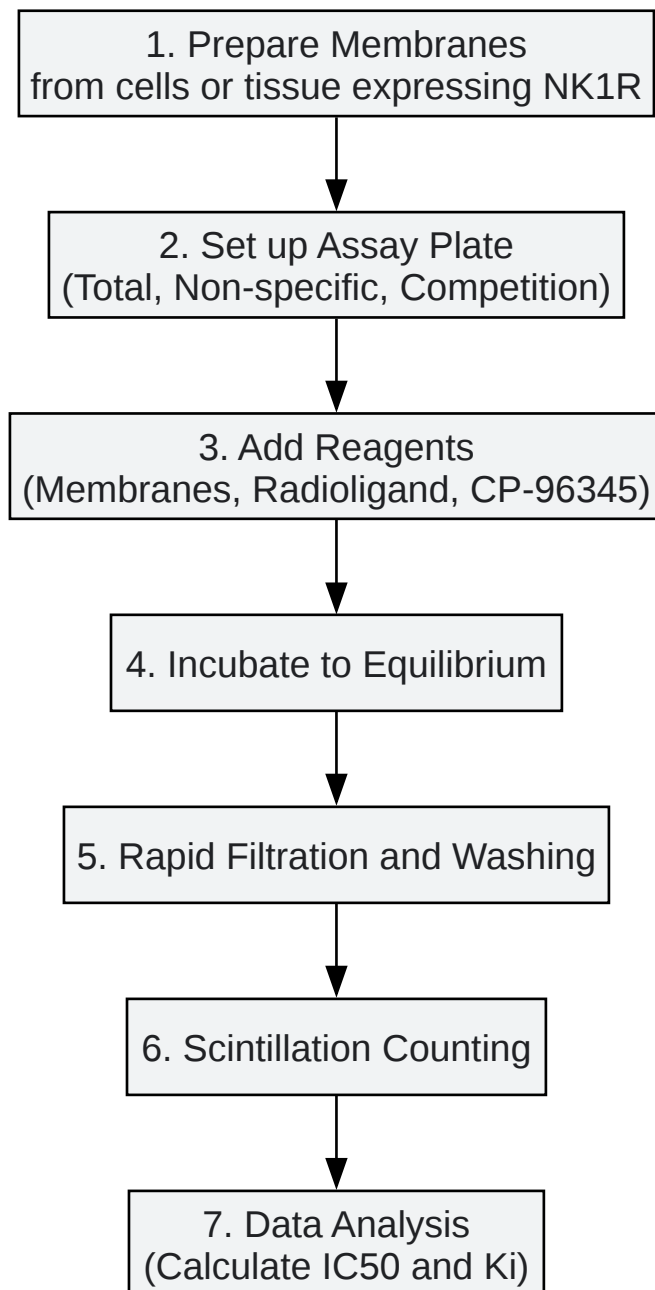 1. Prepare Membranes
from cells or tissue expressing NK1R
2. Set up Assay Plate
(Total, Non-specific, Competition)
3. Add Reagents
(Membranes, Radioligand, CP-96345)
4. Incubate to Equilibrium
5. Rapid Filtration and Washing
6. Scintillation Counting
7. Data Analysis
(Calculate IC50 and Ki)